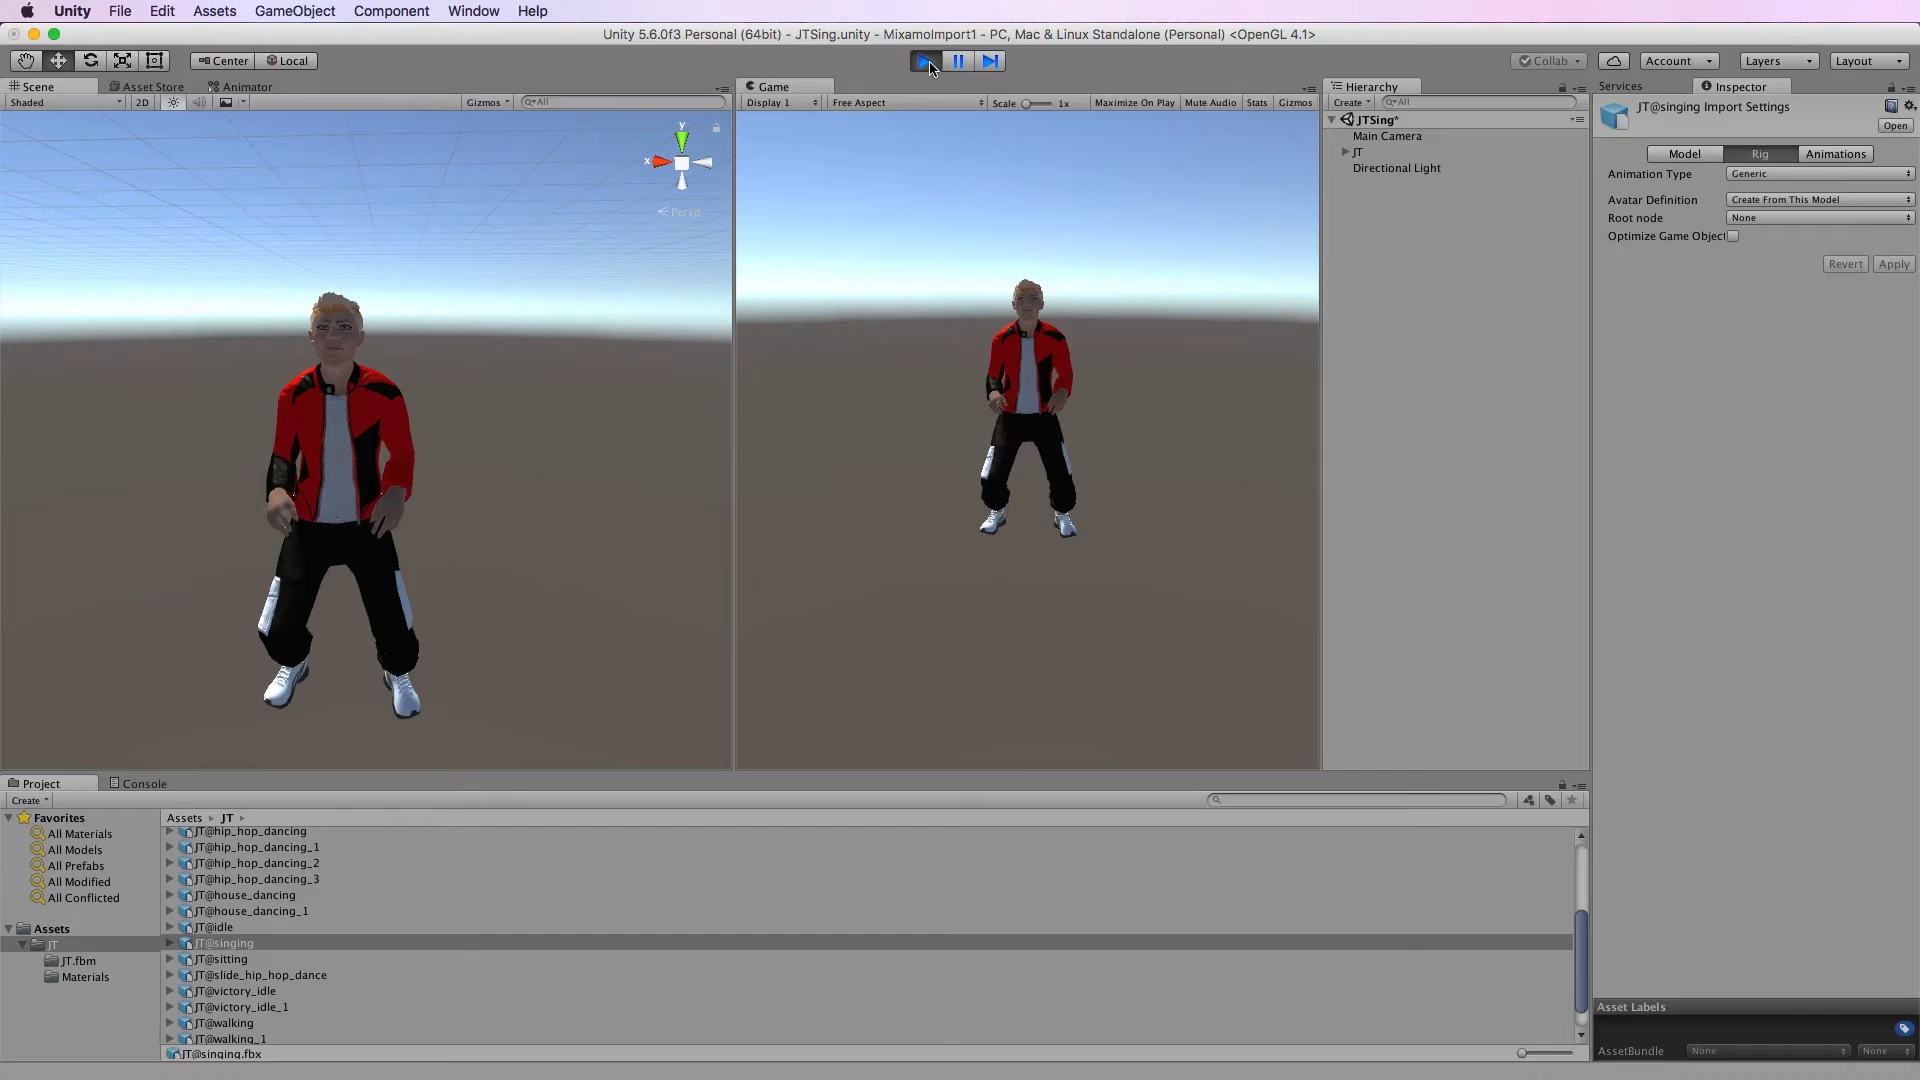 Unity File Edit Assets GameObject Component Window Help
Unity 5.6.0f3 Personal (64bit) - JTSing.unity - MixamoImport1 - PC, Mac & Linux Standalone (Personal) <OpenGL 4.1>
Center Local Collab Account Layers Layout
Scene Asset Store Animator Game Hierarchy Services Inspector
Shaded 2D Gizmos All Display 1 Free Aspect Scale 1x Maximize On Play Mute Audio Stats Gizmos Create All
JT@singing Import Settings
Open
JTSing*
Main Camera
JT
Directional Light
y
x
Persp
Model Rig Animations
Animation Type Generic
Avatar Definition Create From This Model
Root node None
Optimize Game Object
Revert Apply
Project Console
Create
Favorites
All Materials
All Models
All Prefabs
All Modified
All Conflicted
Assets
JT
JT.fbm
Materials
Assets JT
JT@hip_hop_dancing
JT@hip_hop_dancing_1
JT@hip_hop_dancing_2
JT@hip_hop_dancing_3
JT@house_dancing
JT@house_dancing_1
JT@idle
JT@singing
JT@sitting
JT@slide_hip_hop_dance
JT@victory_idle
JT@victory_idle_1
JT@walking
JT@walking_1
JT@singing.fbx
Asset Labels
AssetBundle None None